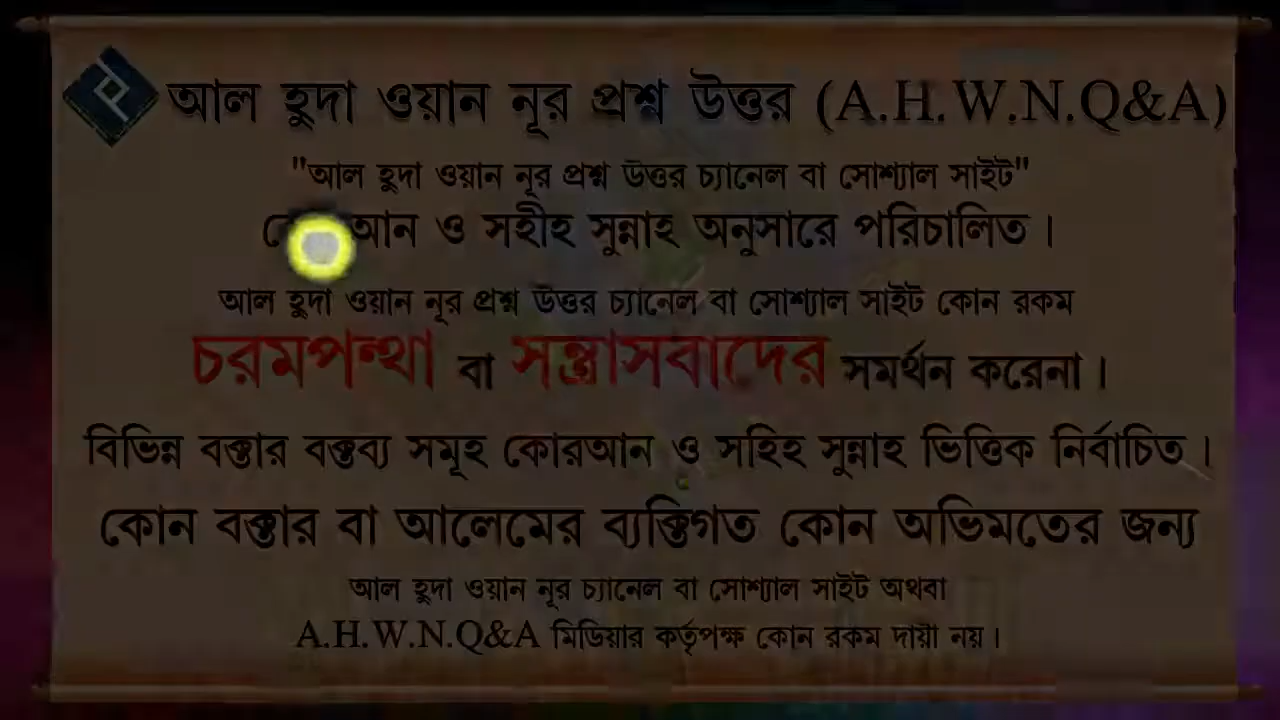 আল হুদা ওয়ান নূর প্রশ্ন উত্তর (A.H.W.N.Q&A)
"আল হুদা ওয়ান নূর প্রশ্ন উত্তর চ্যানেল বা সোশ্যাল সাইট"
ও সহীহ সুন্নাহ অনুসারে পরিচালিত।
আল হুদা ওয়ান নূর প্রশ্ন উত্তর চ্যানেল বা সোশ্যাল সাইট কোন রকম
চরমপন্থা বা সন্ত্রাসবাদের সমর্থন করেনা।
বিভিন্ন বক্তার বক্তব্য সমূহ কোরআন ও সহিহ সুন্নাহ ভিত্তিক নির্বাচিত।
কোন বক্তার বা আলেমের ব্যক্তিগত কোন অভিমতের জন্য
আল হুদা ওয়ান নূর চ্যানেল বা সোশ্যাল সাইট অথবা
A.H.W.N.Q&A মিডিয়ার কর্তৃপক্ষ কোন রকম দায়ী নয়।